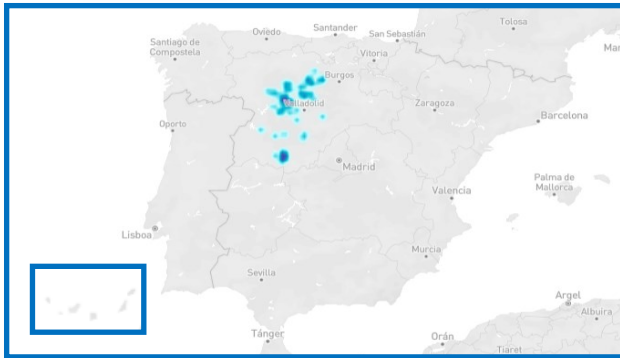 Tolosa
Santander
Oviedo
San Sebastián
Santiago de
Compostela
Vitoria
Burgos
Valladolid
Zaragoza
Barcelona
Oporto
Madrid
Palma de
Mallorca
Valencia
Lisboa
Murcia
Sevilla
Argel
Albuira
Tánger
Orán
Tiaret